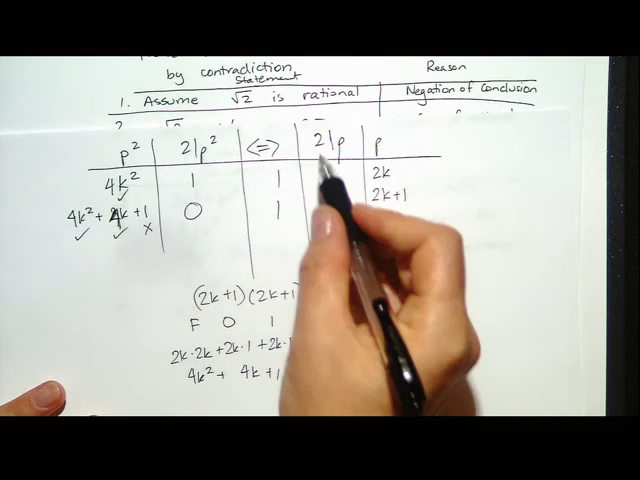 by contradiction
Statement Reason
1. Assume √2 is rational Negation of Conclusion
p² 2|p² <=> 2|p p
4k² 1 1 2k
4k² + 4k + 1 0 1 2k+1
(2k+1)(2k+1
F O I
2k·2k + 2k·1 + 2k·1
4k² + 4k + 1